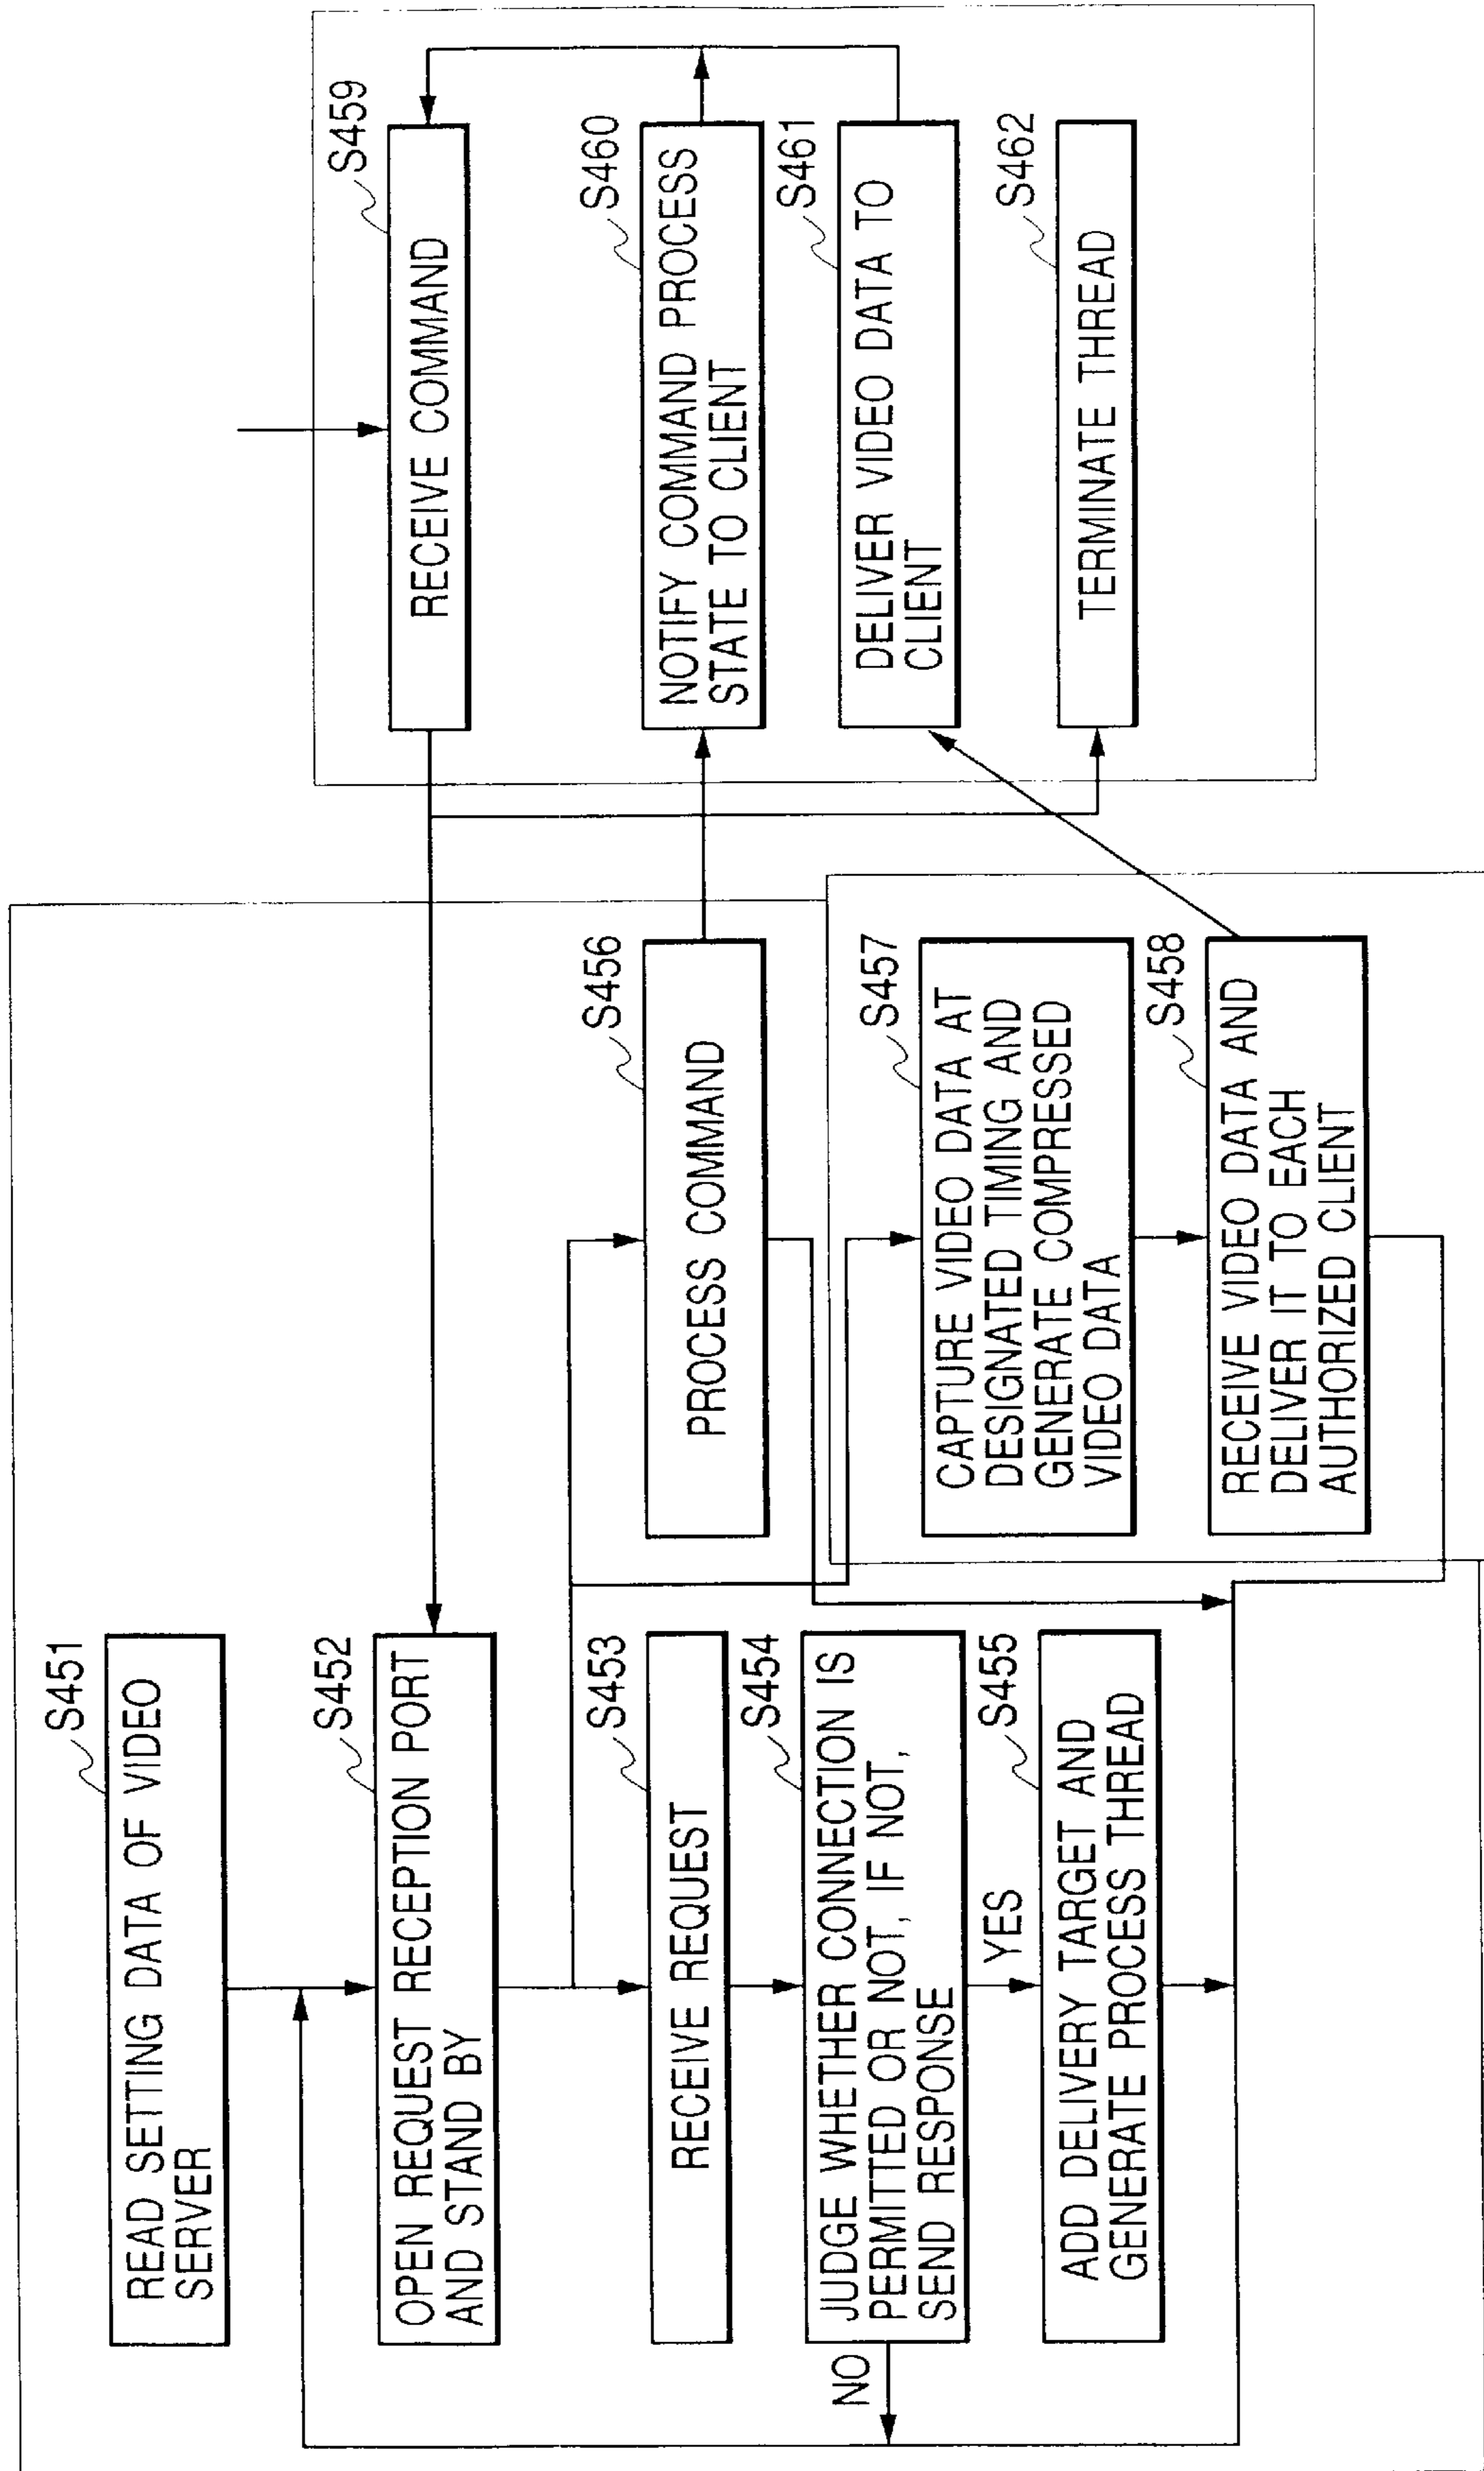 S451
READ SETTING DATA OF VIDEO
SERVER
S452
OPEN REQUEST RECEPTION PORT
AND STAND BY
S453
RECEIVE REQUEST
S454
JUDGE WHETHER CONNECTION IS
PERMITTED OR NOT, IF NOT,
SEND RESPONSE
NO
YES
S455
ADD DELIVERY TARGET AND
GENERATE PROCESS THREAD
S456
PROCESS COMMAND
S457
CAPTURE VIDEO DATA AT
DESIGNATED TIMING AND
GENERATE COMPRESSED
VIDEO DATA
S458
RECEIVE VIDEO DATA AND
DELIVER IT TO EACH
AUTHORIZED CLIENT
S459
RECEIVE COMMAND
S460
NOTIFY COMMAND PROCESS
STATE TO CLIENT
S461
DELIVER VIDEO DATA TO
CLIENT
S462
TERMINATE THREAD